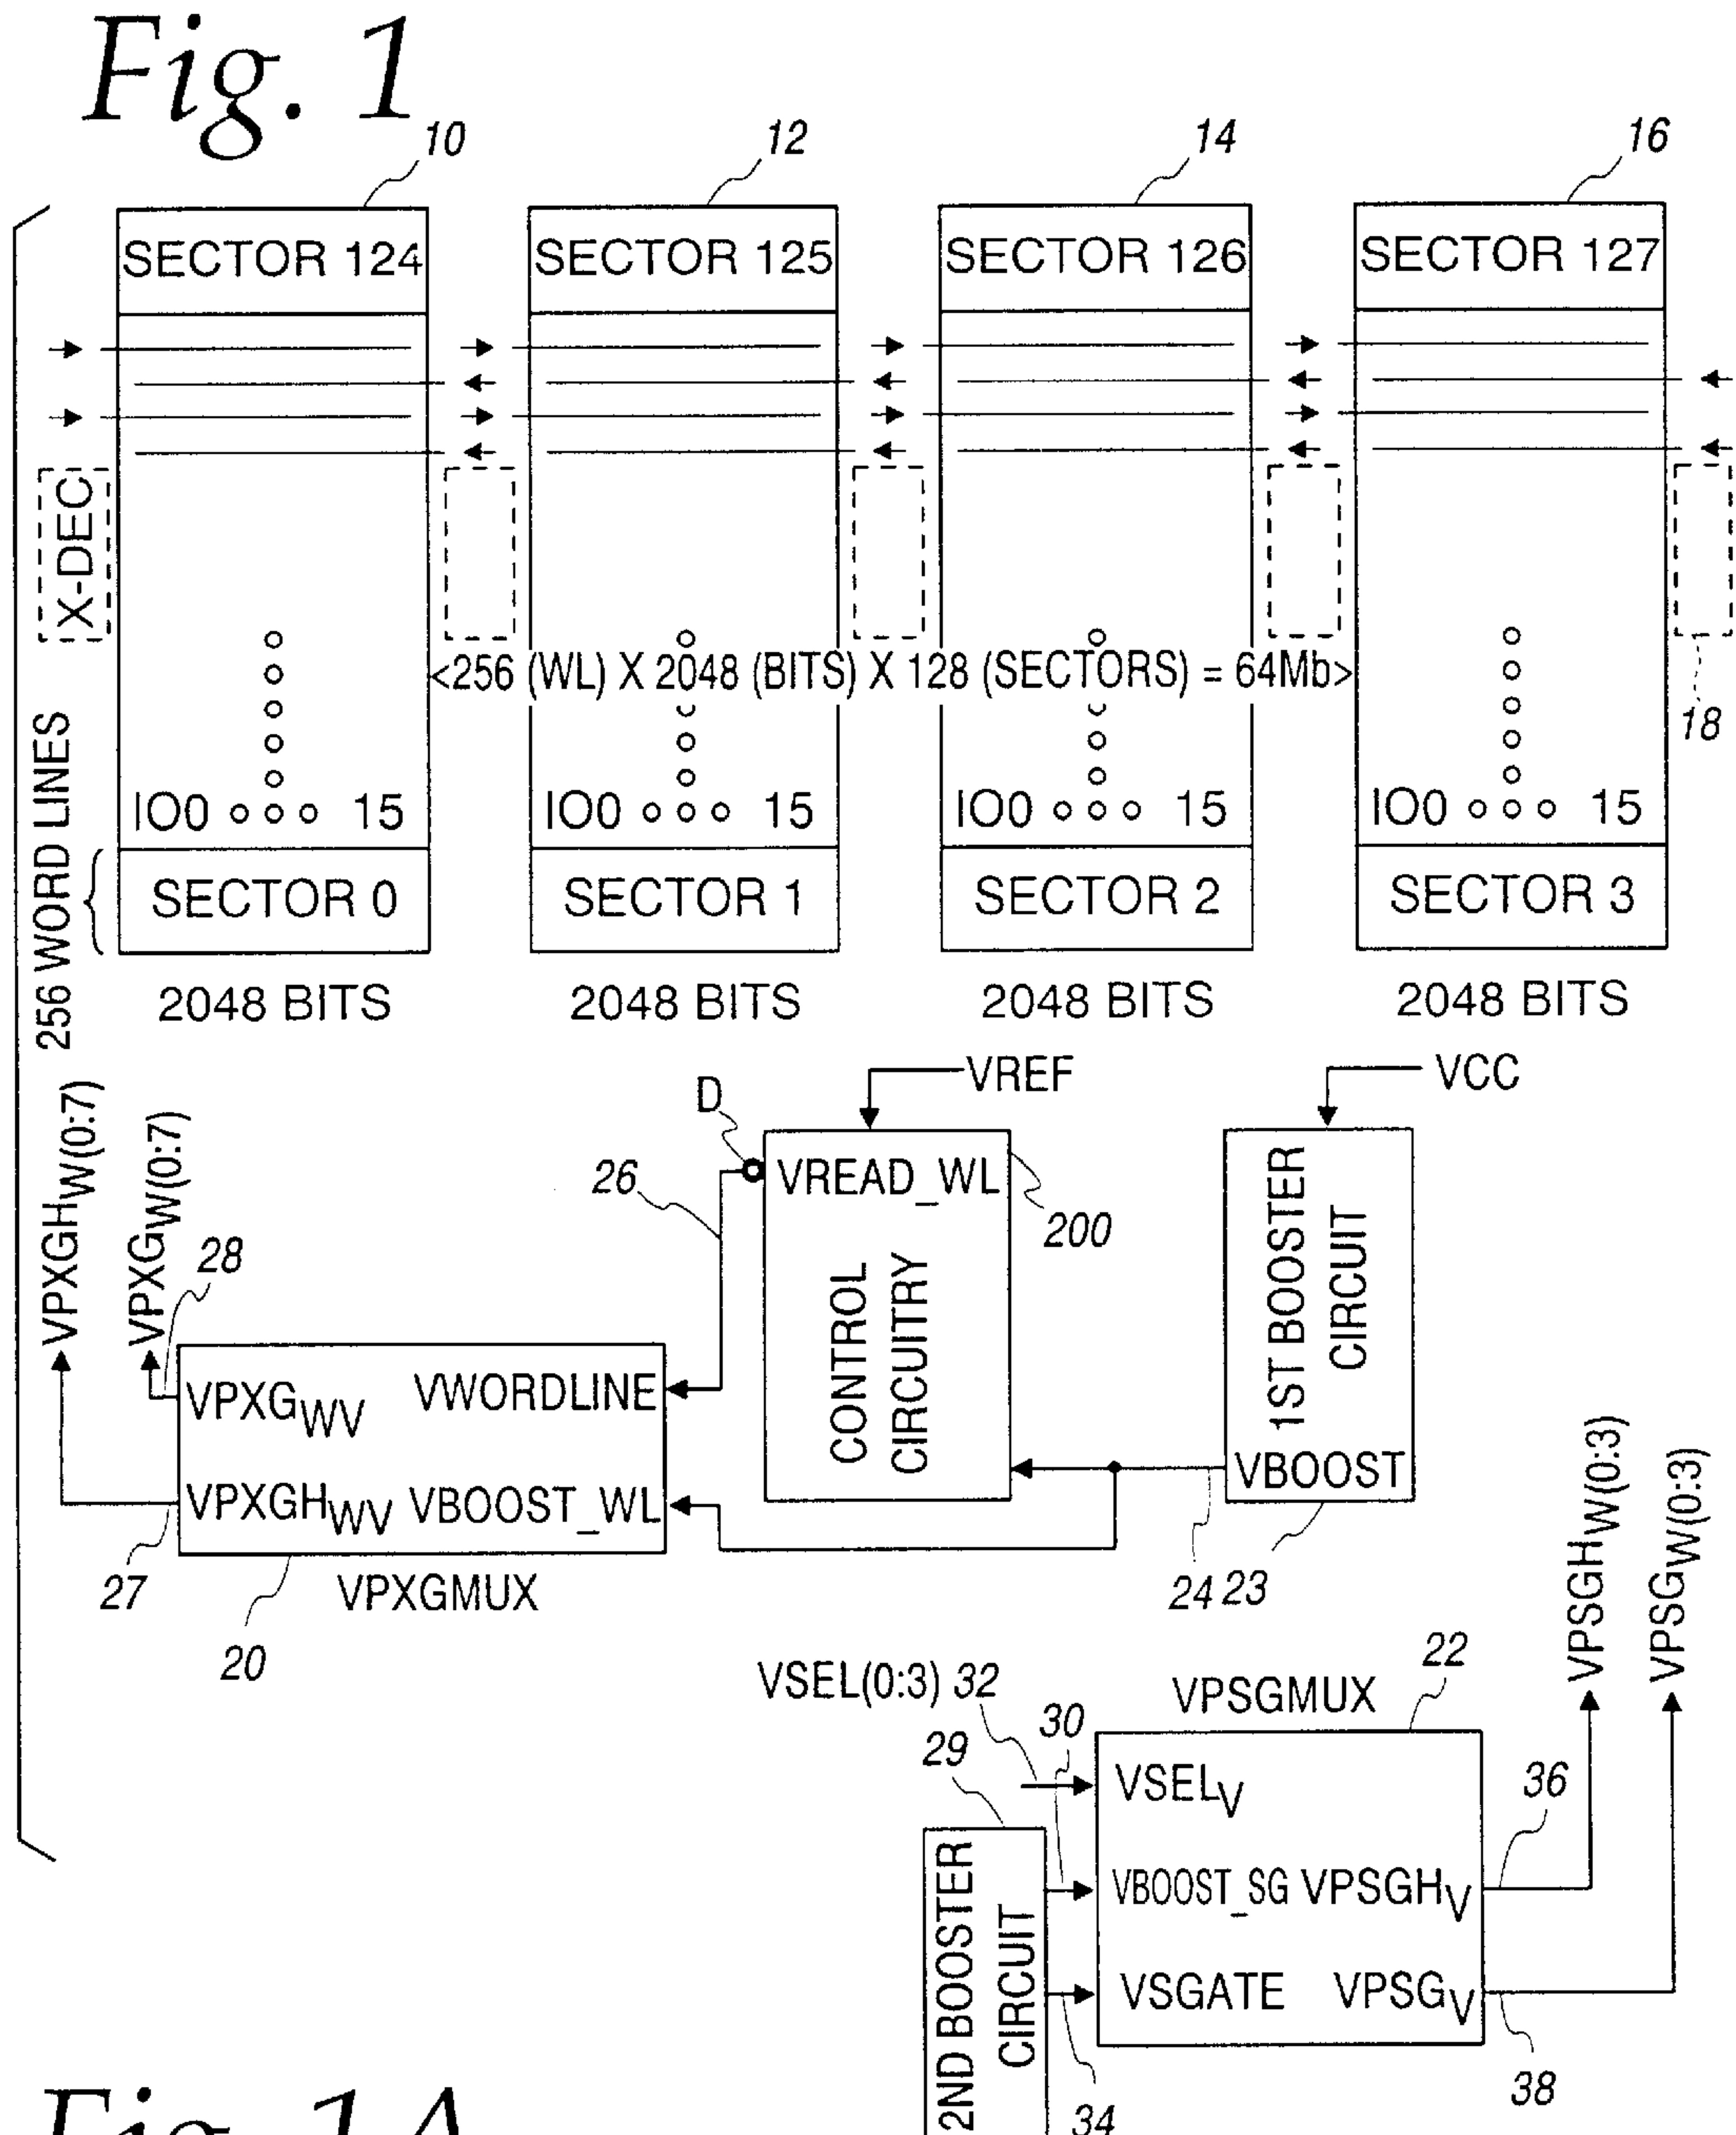 Fig. 1
10
12
14
16
SECTOR 124
SECTOR 125
SECTOR 126
SECTOR 127
X-DEC
<256 (WL) X 2048 (BITS) X 128 (SECTORS) = 64Mb>
18
256 WORD LINES
IO0 15
IO0 15
IO0 15
IO0 15
SECTOR 0
SECTOR 1
SECTOR 2
SECTOR 3
2048 BITS
2048 BITS
2048 BITS
2048 BITS
VPXGHW(0:7)
VPXGW(0:7)
28
26
D
VREF
VCC
VREAD_WL
200
CONTROL
CIRCUITRY
1ST BOOSTER
CIRCUIT
VBOOST
VPXGWV
VWORDLINE
VPXGHWV
VBOOST_WL
27
20
VPXGMUX
24
23
VPSGHW(0:3)
VPSGW(0:3)
VSEL(0:3)
32
VPSGMUX
22
29
30
VSELV
36
2ND BOOSTER
CIRCUIT
VBOOST_SG
VPSGHV
VSGATE
VPSGV
34
38
Fig. 1A